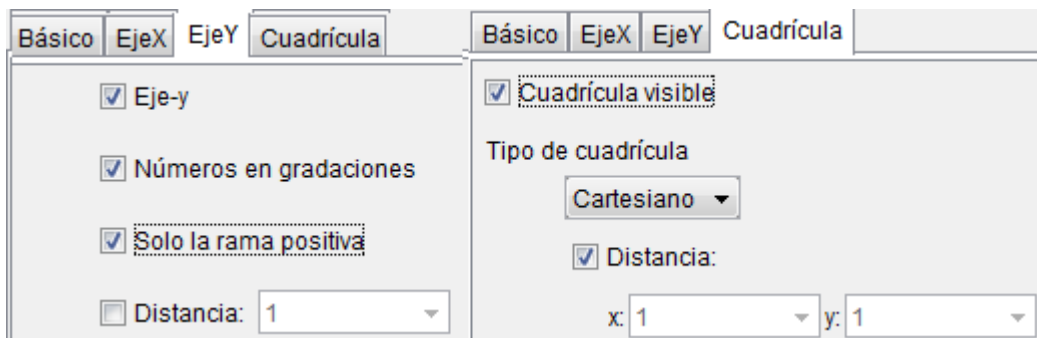 Básico EjeX EjeY Cuadrícula
Eje-y
Números en gradaciones
Solo la rama positiva
Distancia: 1
Básico EjeX EjeY Cuadrícula
Cuadrícula visible
Tipo de cuadrícula
Cartesiano
Distancia:
x: 1 y: 1